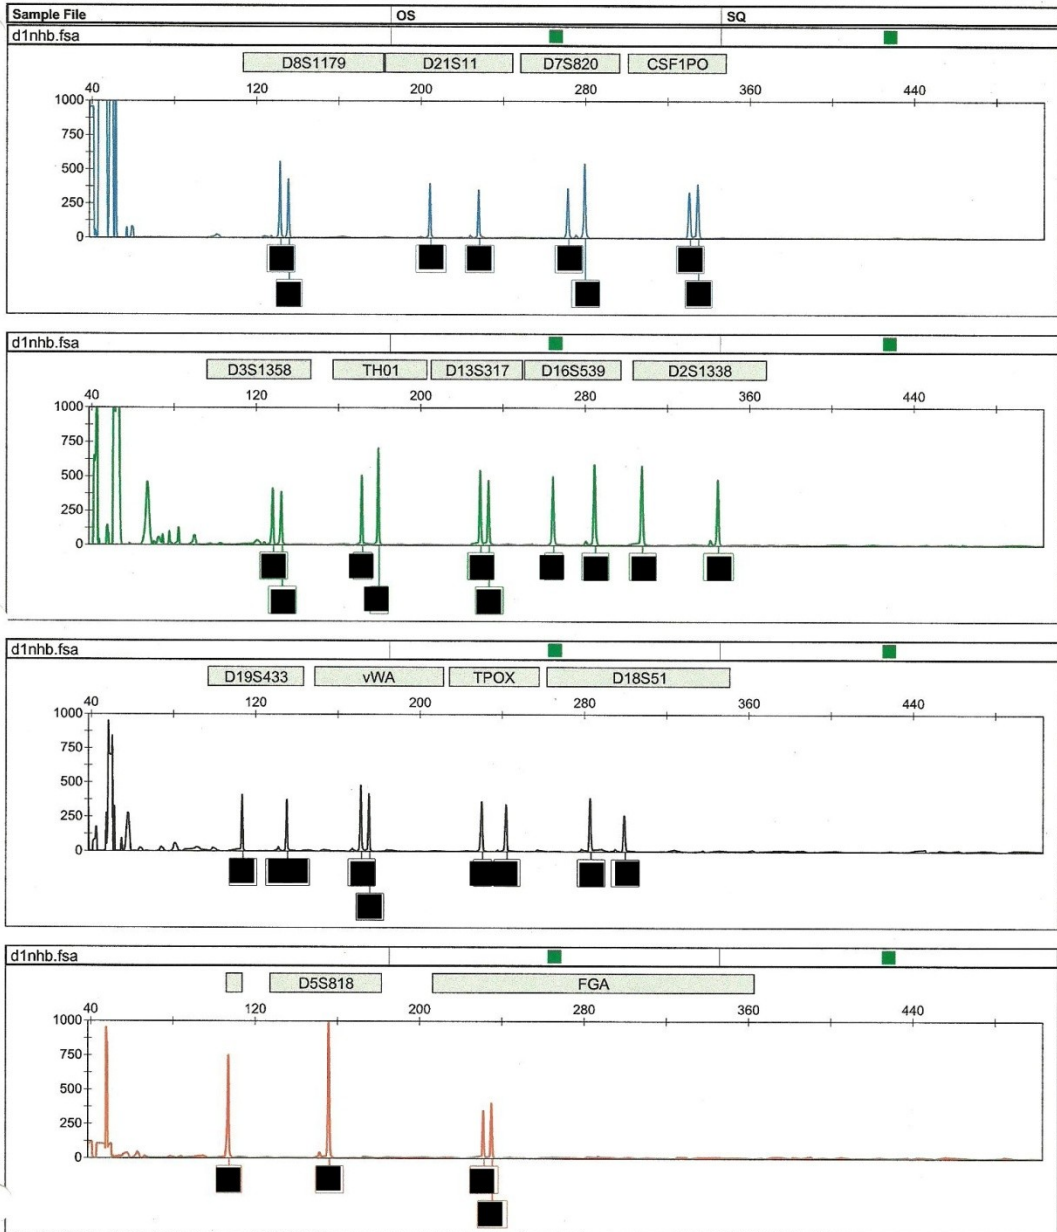 Sample File OS SQ
d1nhb.fsa
D8S1179 D21S11 D7S820 CSF1PO
40 120 200 280 360 440
1000
750
500
250
0
d1nhb.fsa
D3S1358 TH01 D13S317 D16S539 D2S1338
40 120 200 280 360 440
1000
750
500
250
0
d1nhb.fsa
D19S433 vWA TPOX D18S51
40 120 200 280 360 440
1000
750
500
250
0
d1nhb.fsa
D5S818 FGA
40 120 200 280 360 440
1000
750
500
250
0